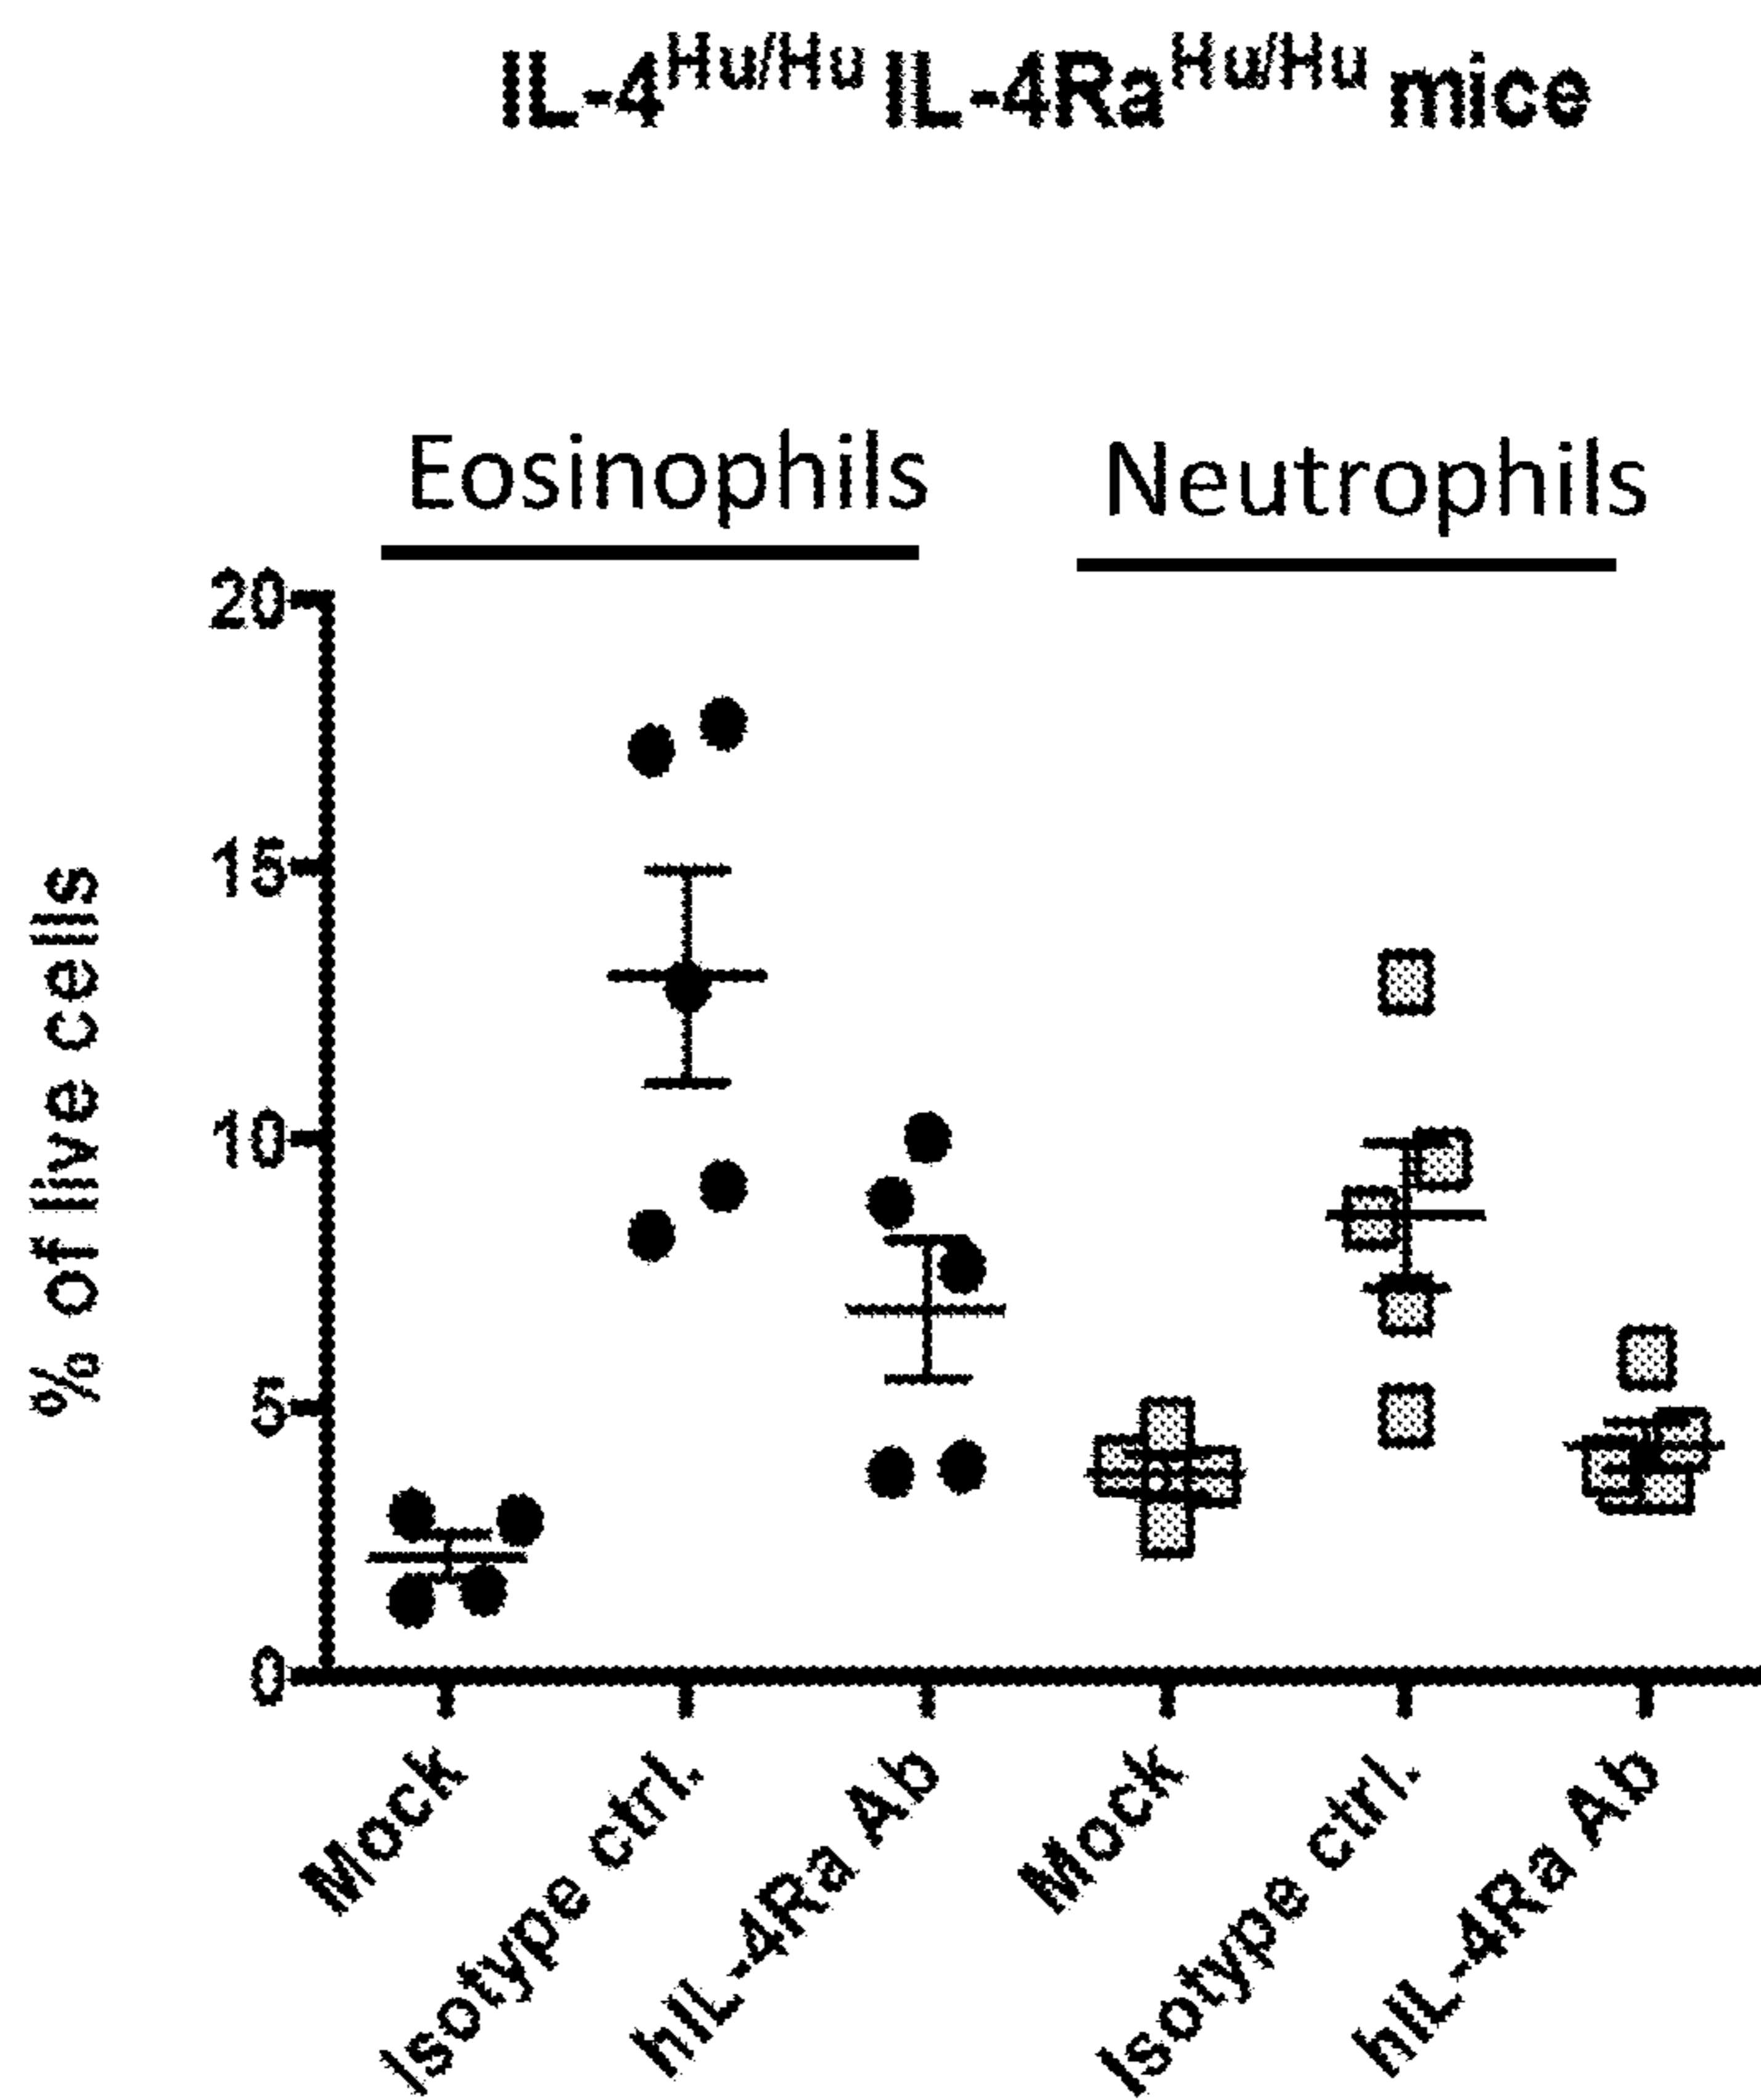 IL-4Hu/Hu IL-4RaHu/Hu mice
Eosinophils
Neutrophils
20
15
10
5
0
% of live cells
Mock
Isotype ctrl.
hIL-4Ra Ab
Mock
Isotype ctrl.
hIL-4Ra Ab